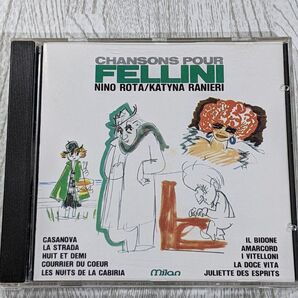 CHANSONS POUR
FELLINI
NINO ROTA/KATYNA RANIERI
CASANOVA
LA STRADA
HUIT ET DEMI
COURRIER DU COEUR
LES NUITS DE LA CABIRIA
milan
IL BIDONE
AMARCORD
I VITELLONI
LA DOCE VITA
JULIETTE DES ESPRITS